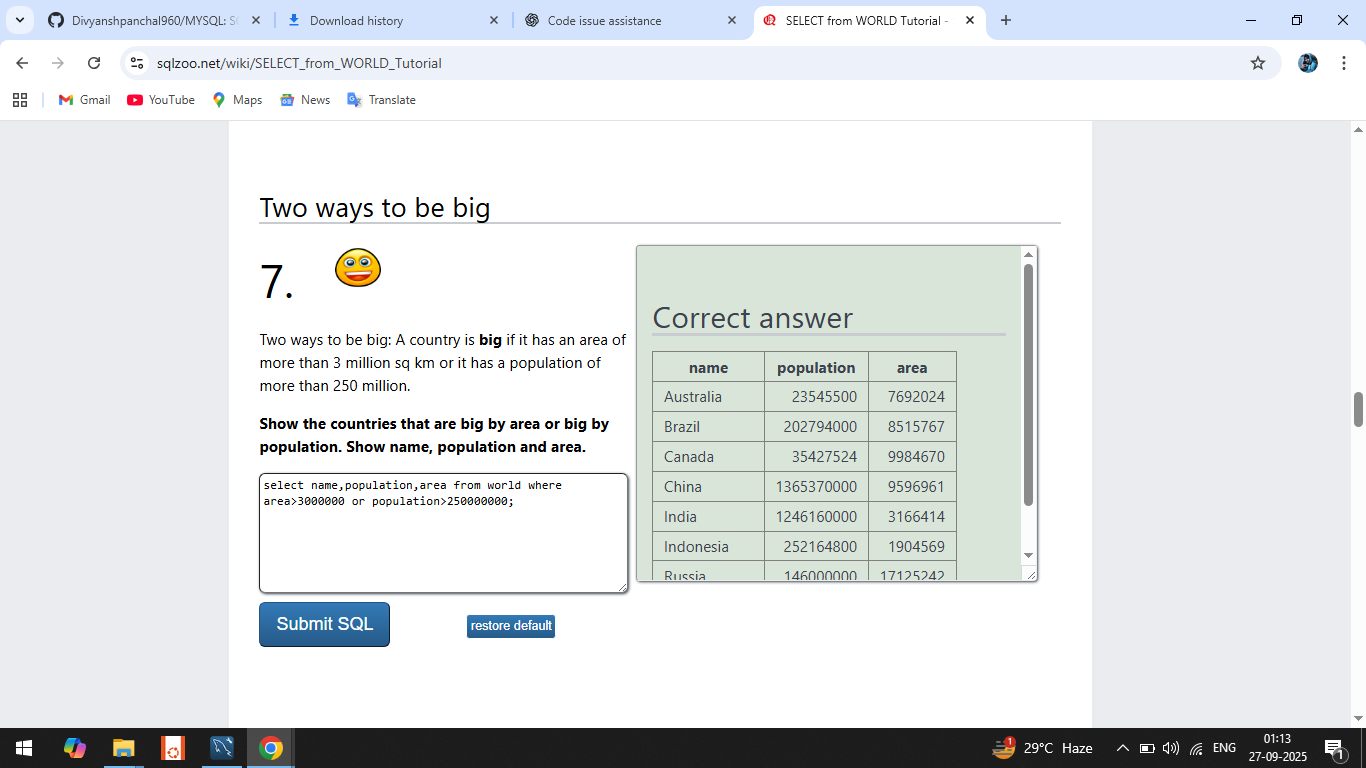 Divyanshpanchal960/MYSQL: S
Download history
Code issue assistance
SELECT from WORLD Tutorial -
sqlzoo.net/wiki/SELECT_from_WORLD_Tutorial
Gmail
YouTube
Maps
News
Translate
Two ways to be big
7.
Two ways to be big: A country is big if it has an area of
more than 3 million sq km or it has a population of
more than 250 million.
Show the countries that are big by area or big by
population. Show name, population and area.
select name,population,area from world where
area>3000000 or population>250000000;
Submit SQL
restore default
Correct answer
name population area
Australia 23545500 7692024
Brazil 202794000 8515767
Canada 35427524 9984670
China 1365370000 9596961
India 1246160000 3166414
Indonesia 252164800 1904569
Russia 146000000 17125242
1
29°C Haze
ENG
01:13
27-09-2025
1